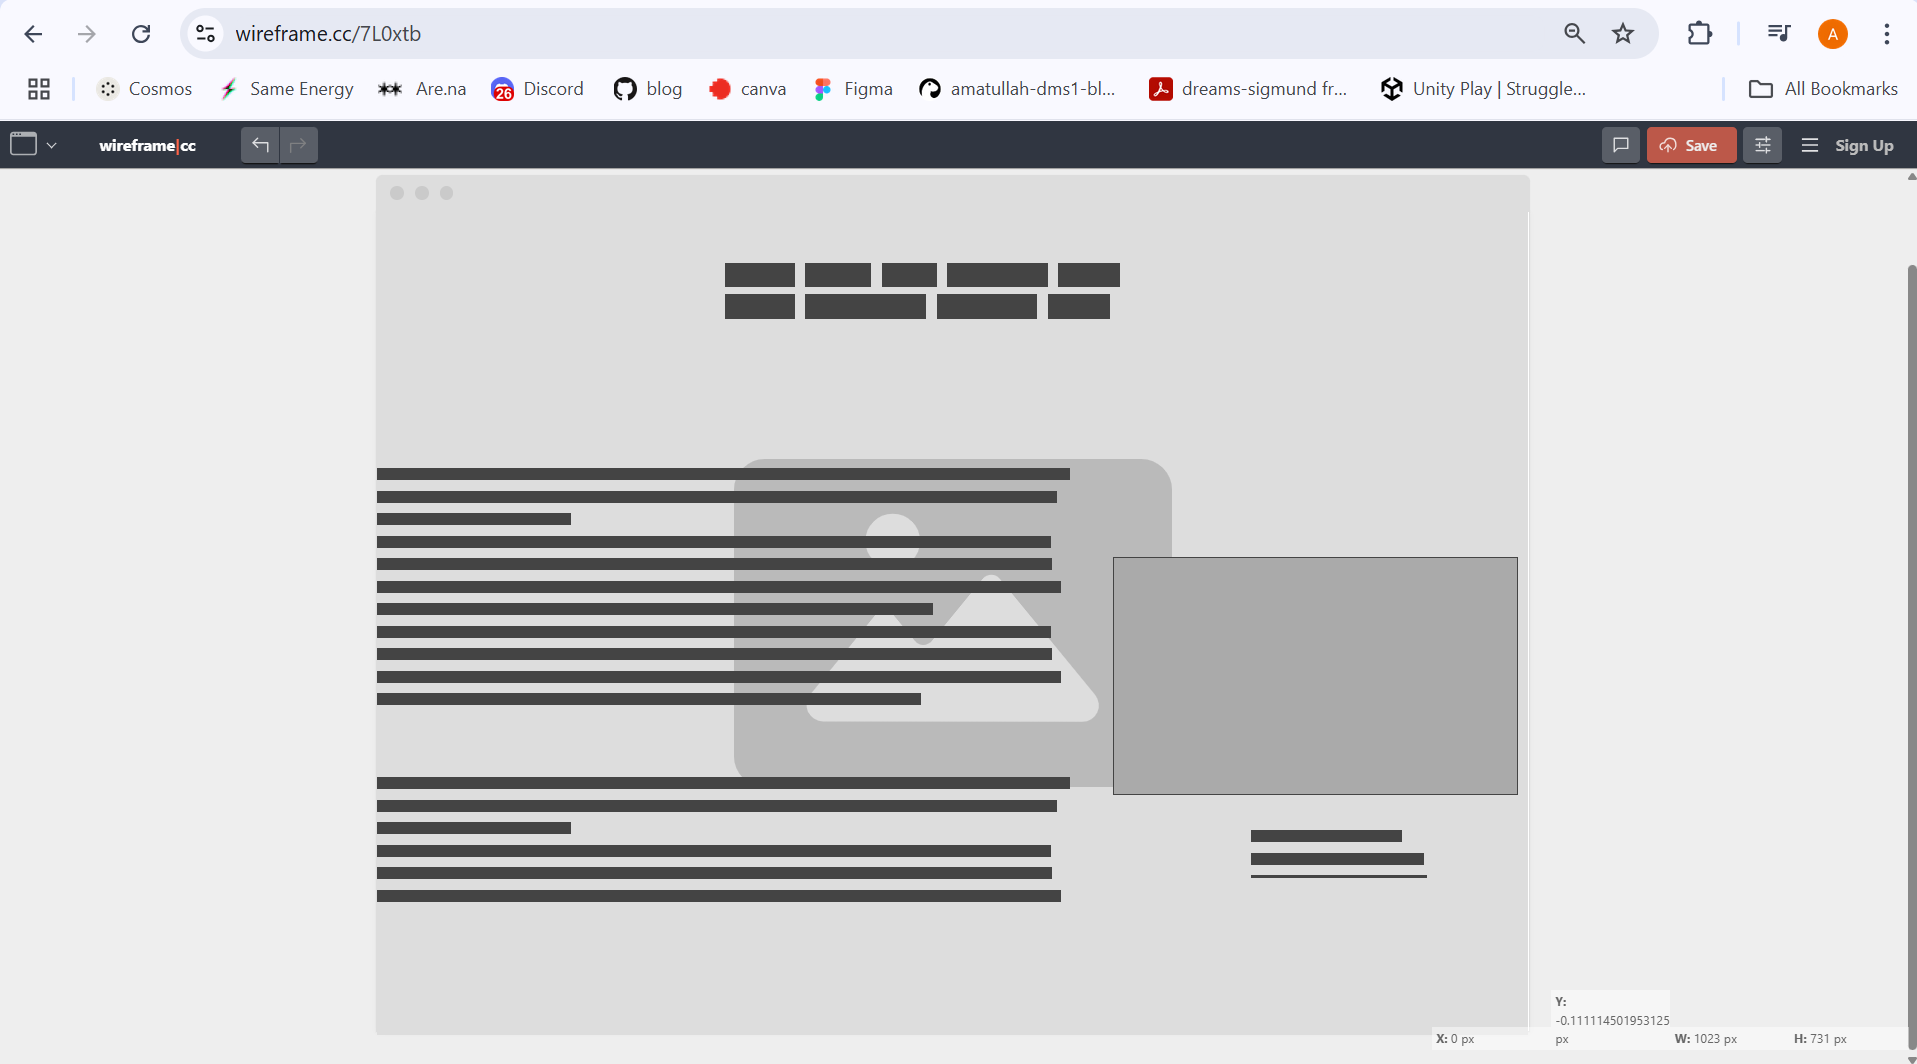 wireframe.cc/7L0xtb
A
Cosmos
Same Energy
Are.na
26
Discord
blog
canva
Figma
amatullah-dms1-bl...
dreams-sigmund fr...
Unity Play | Struggle...
All Bookmarks
wireframe|cc
Save
Sign Up
Y:
-0.111114501953125
X: 0 px px W: 1023 px H: 731 px